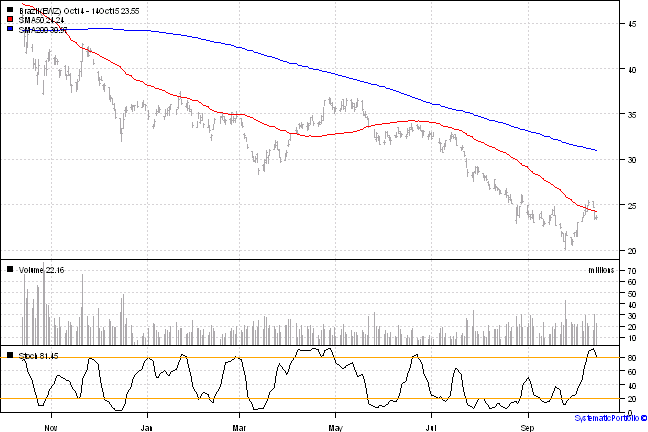 Brazil(EWZ) Oct14 - 14Oct15 23.55
SMA50 24.24
SMA200 30.97
45
40
35
30
25
20
Volume 22.16
millions
70
60
50
40
30
20
10
Stoch 81.45
80
60
40
20
0
Nov
Jan
Mar
May
Jul
Sep
SystematicPortfolio ©